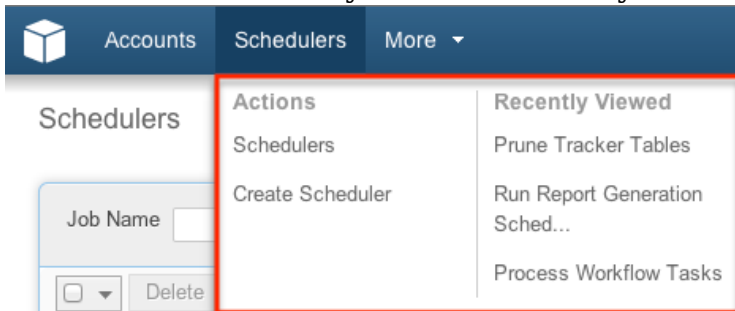 Accounts Schedulers More
Schedulers
Job Name
Delete
Actions
Schedulers
Create Scheduler
Recently Viewed
Prune Tracker Tables
Run Report Generation
Sched...
Process Workflow Tasks